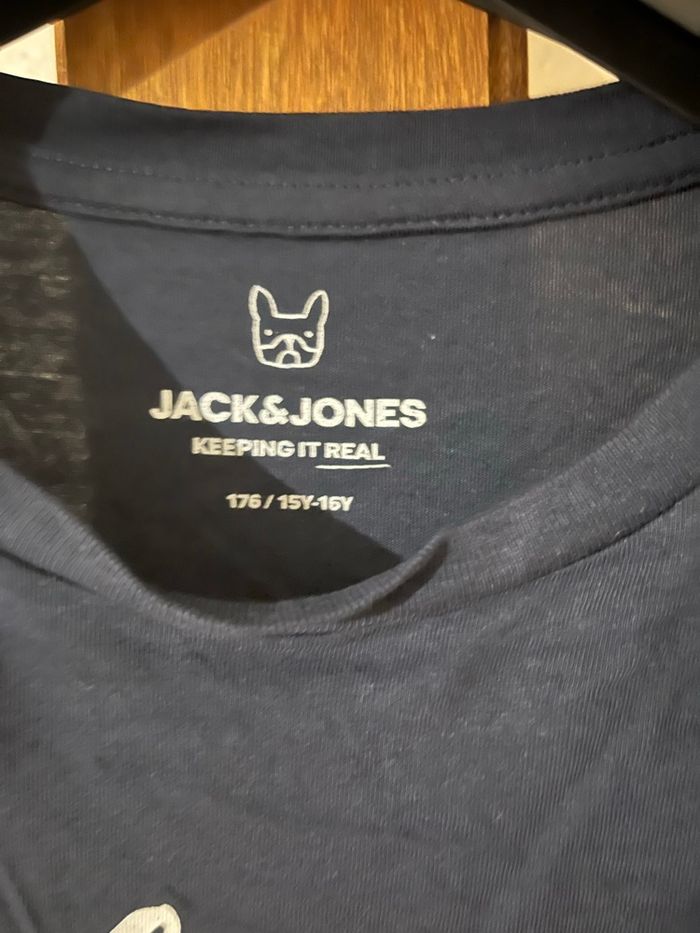 JACK&JONES
KEEPING IT REAL
176 / 15Y-16Y